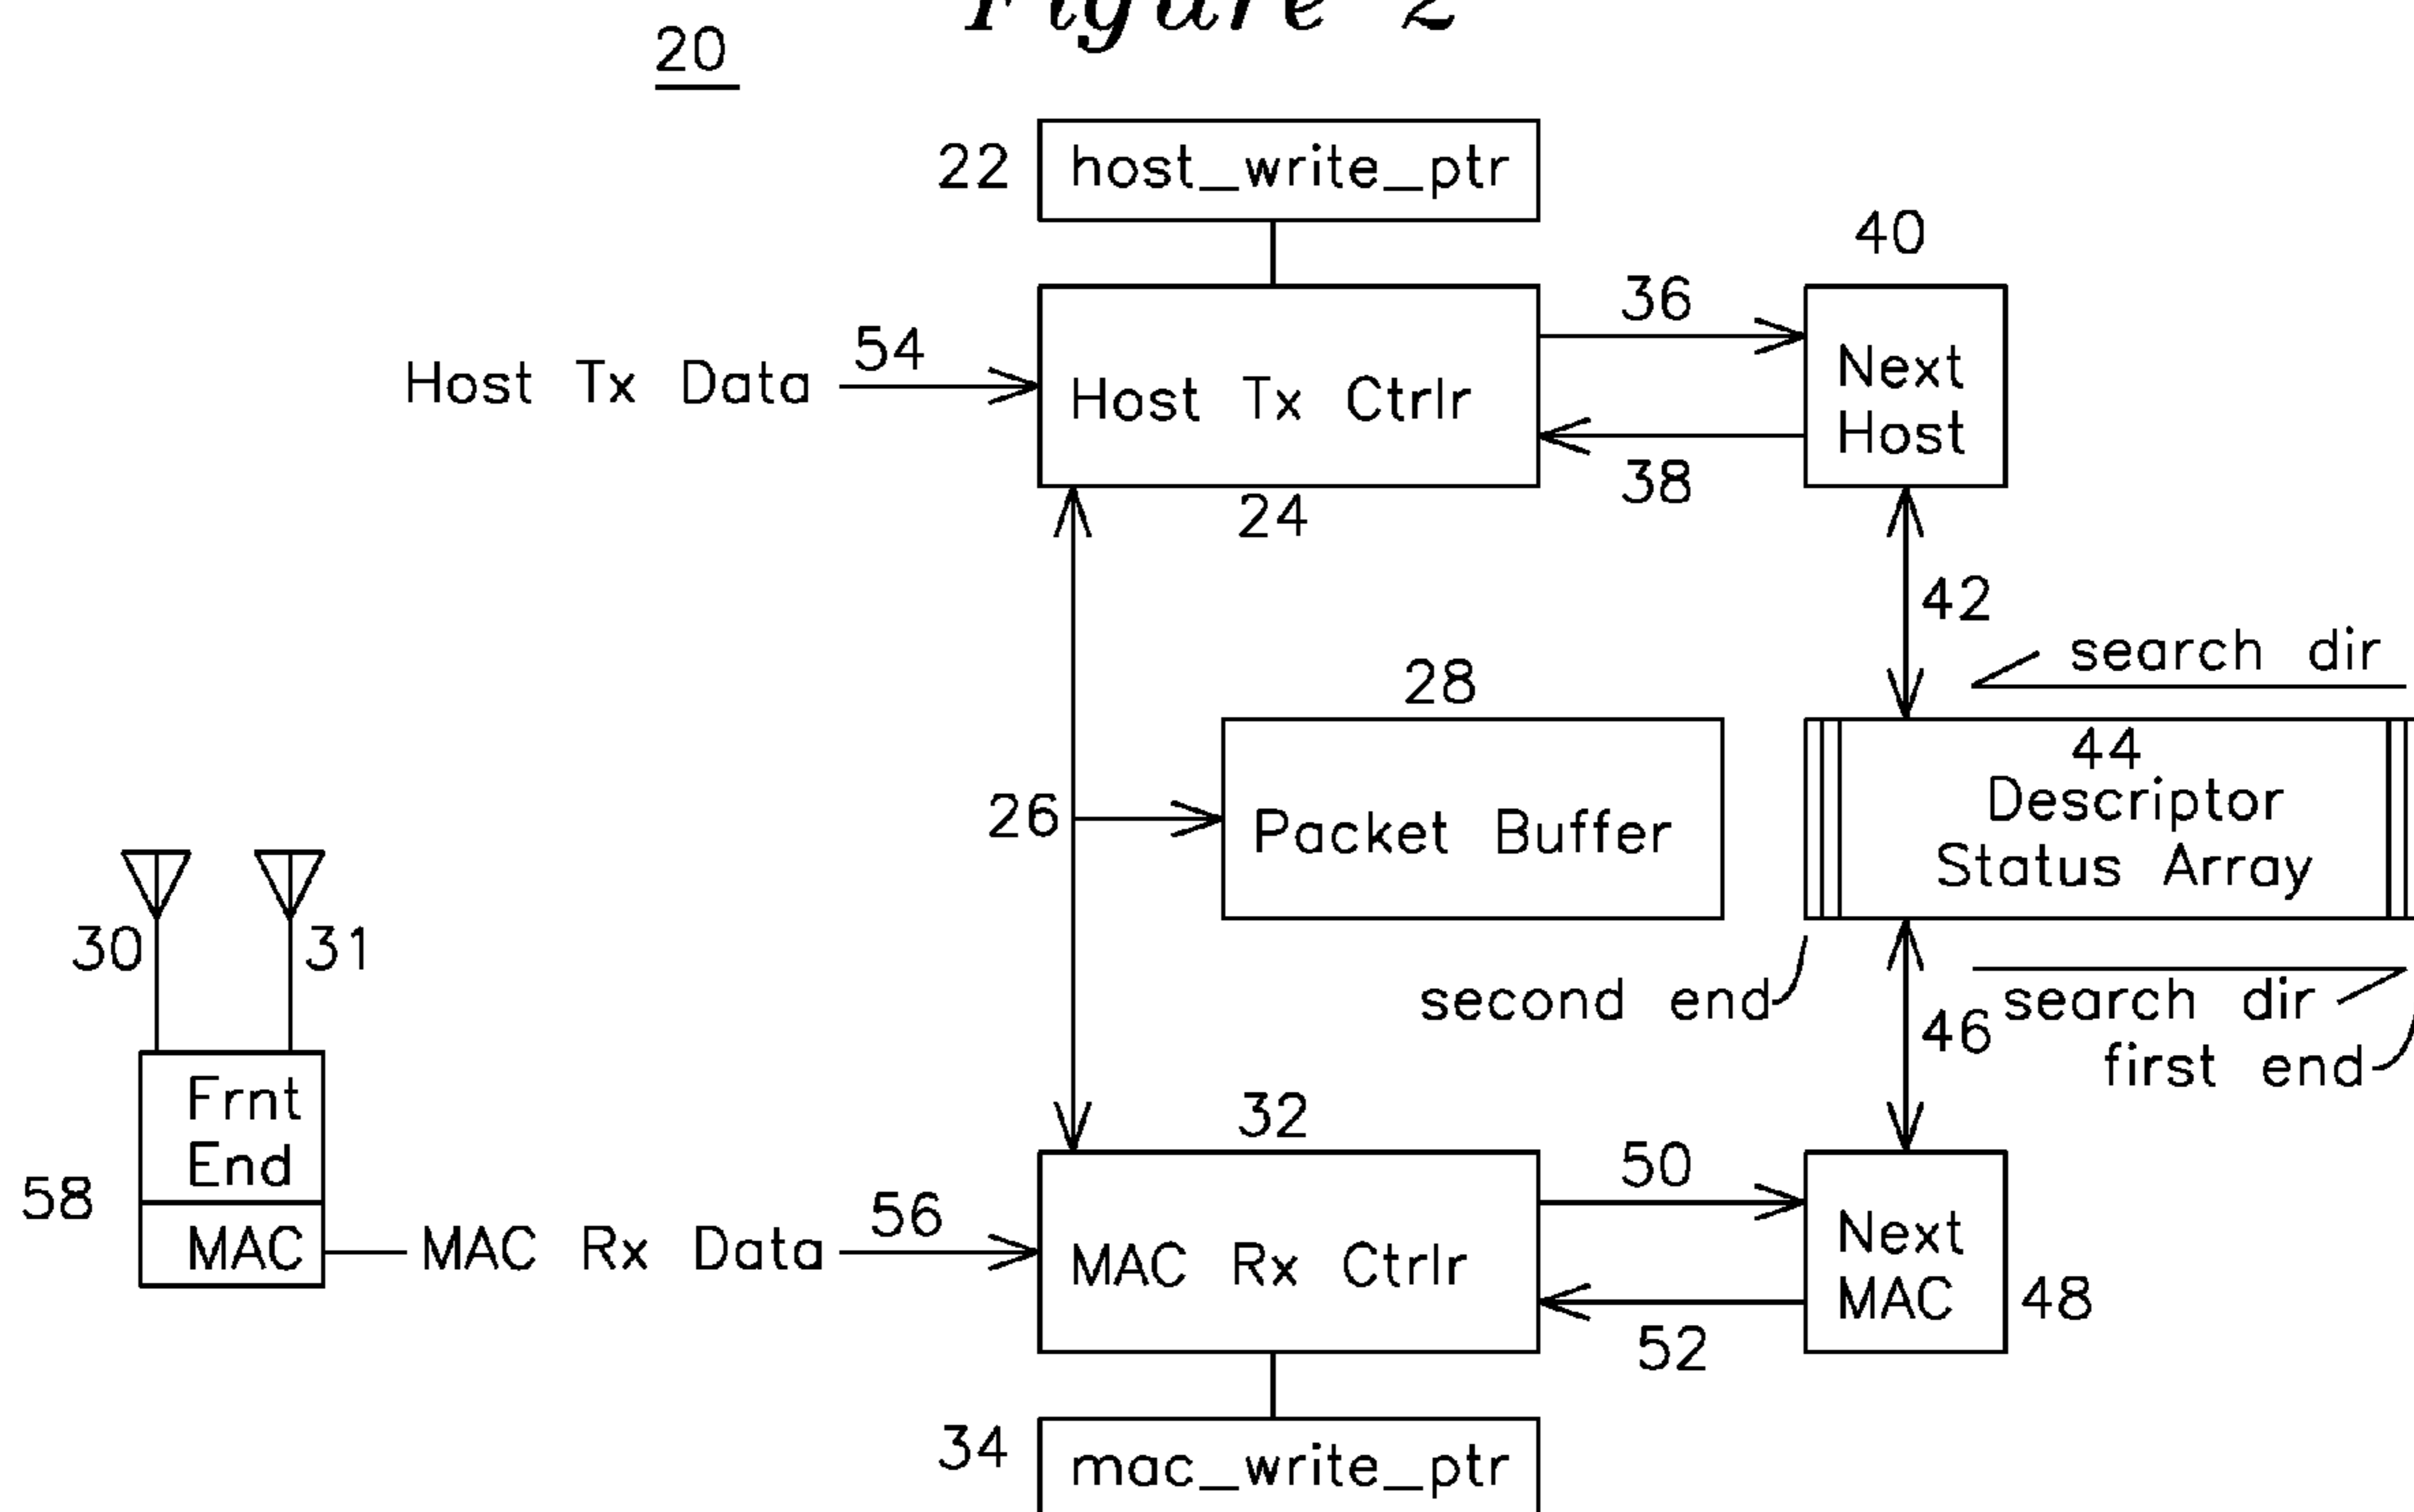 Figure 2
20
22 host_write_ptr
40
36
Host Tx Data 54 Host Tx Ctrlr Next
Host
38
24
42
search dir
28
44
26 Packet Buffer Descriptor
Status Array
30 31
second end search dir
46
first end
Frnt
End
32
50
58
MAC MAC Rx Data 56 MAC Rx Ctrlr Next
MAC 48
52
34 mac_write_ptr